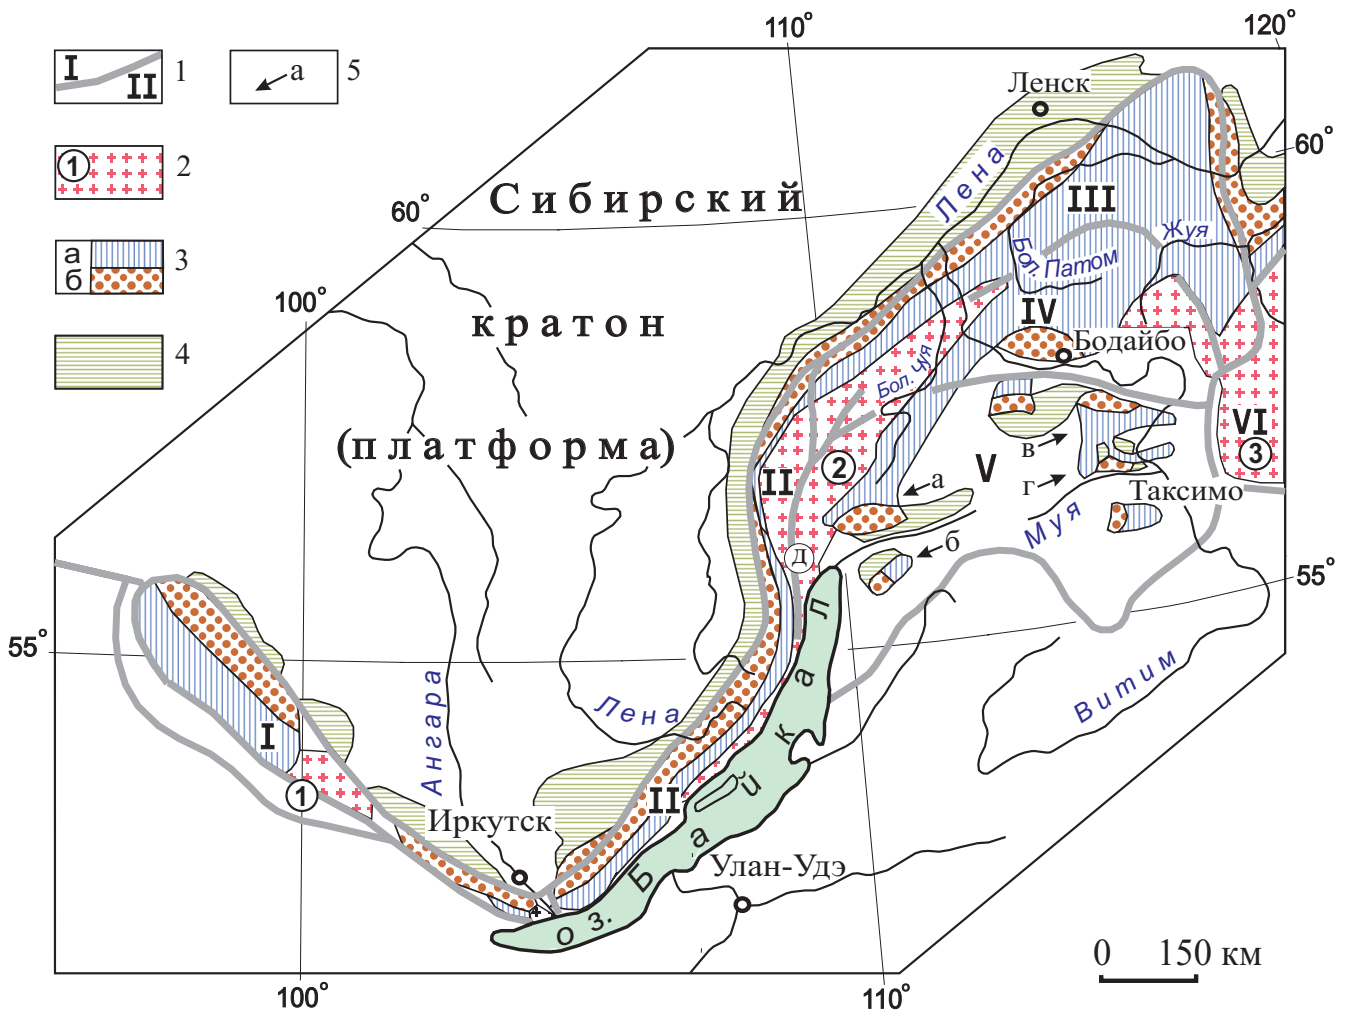 110°
120°
I
II
1
а
5
Ленск
1
2
60°
Сибирский
Лена
III
60°
а
б
3
Жуя
Бол. Патом
100°
кратон
IV
Бодайбо
4
Бол. Чуя
(платформа)
VI
в
3
II
2
V
а
г
Таксимо
Муя
б
д
55°
55°
Ангара
Лена
Витим
I
1
II
Иркутск
Улан-Удэ
оз. Байкал
0 150 км
100°
110°